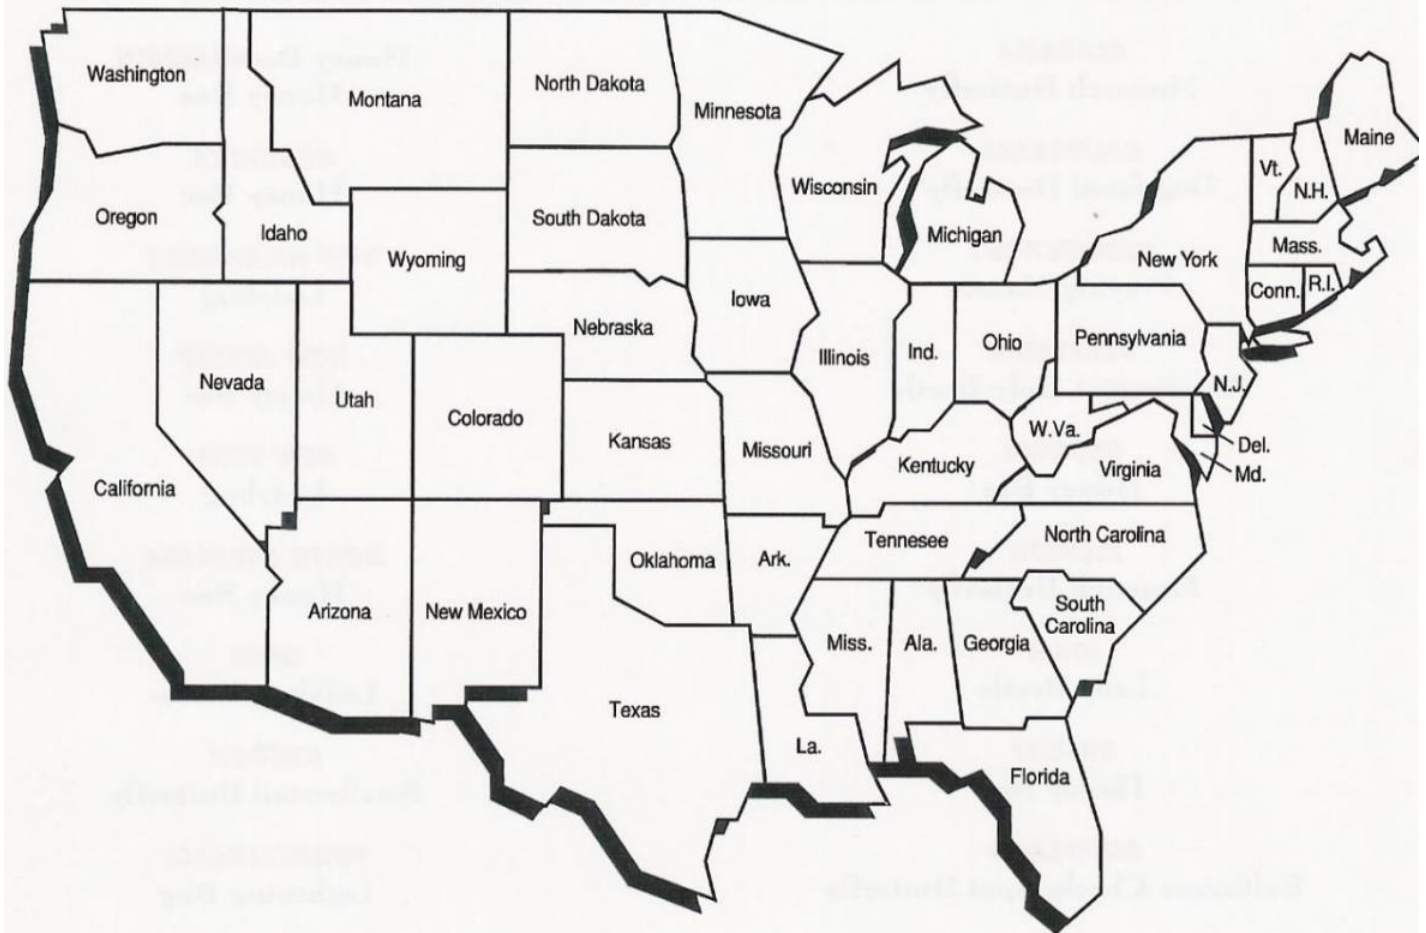 Washington
Montana
North Dakota
Minnesota
Maine
Vt.
N.H.
Oregon
Idaho
Wyoming
South Dakota
Wisconsin
Michigan
New York
Mass.
Conn.
R.I.
Nevada
Utah
Colorado
Nebraska
Iowa
Illinois
Ind.
Ohio
Pennsylvania
N.J.
California
Kansas
Missouri
Kentucky
W.Va.
Virginia
Del.
Md.
Arizona
New Mexico
Oklahoma
Ark.
Tennesee
North Carolina
Texas
La.
Miss.
Ala.
Georgia
South
Carolina
Florida